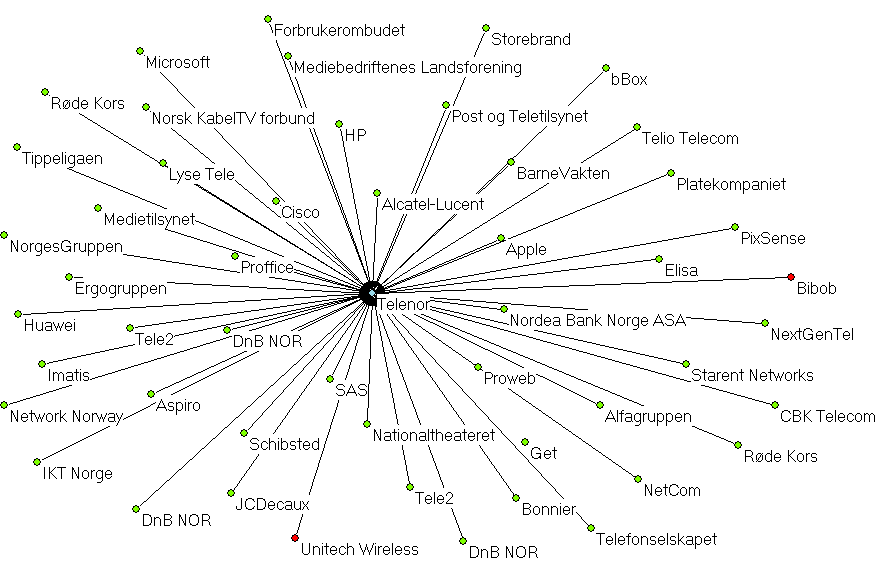 Forbrukerombudet
Storebrand
Microsoft
Mediebedriftenes Landsforening
bBox
Røde Kors
Norsk KabelTV forbund
Post og Teletilsynet
HP
Telio Telecom
Tippeligaen
Lyse Tele
BarneVakten
Platekompaniet
Alcatel-Lucent
Cisco
Medietilsynet
PixSense
NorgesGruppen
Apple
Proffice
Elisa
Ergogruppen
Bibob
Telenor
Huawei
Nordea Bank Norge ASA
NextGenTel
Tele2
DnB NOR
Imatis
Starent Networks
Proweb
SAS
Network Norway
Aspiro
Alfagruppen
CBK Telecom
Nationaltheateret
Schibsted
Get
Røde Kors
IKT Norge
NetCom
JCDecaux
Tele2
Bonnier
DnB NOR
Telefonselskapet
Unitech Wireless
DnB NOR